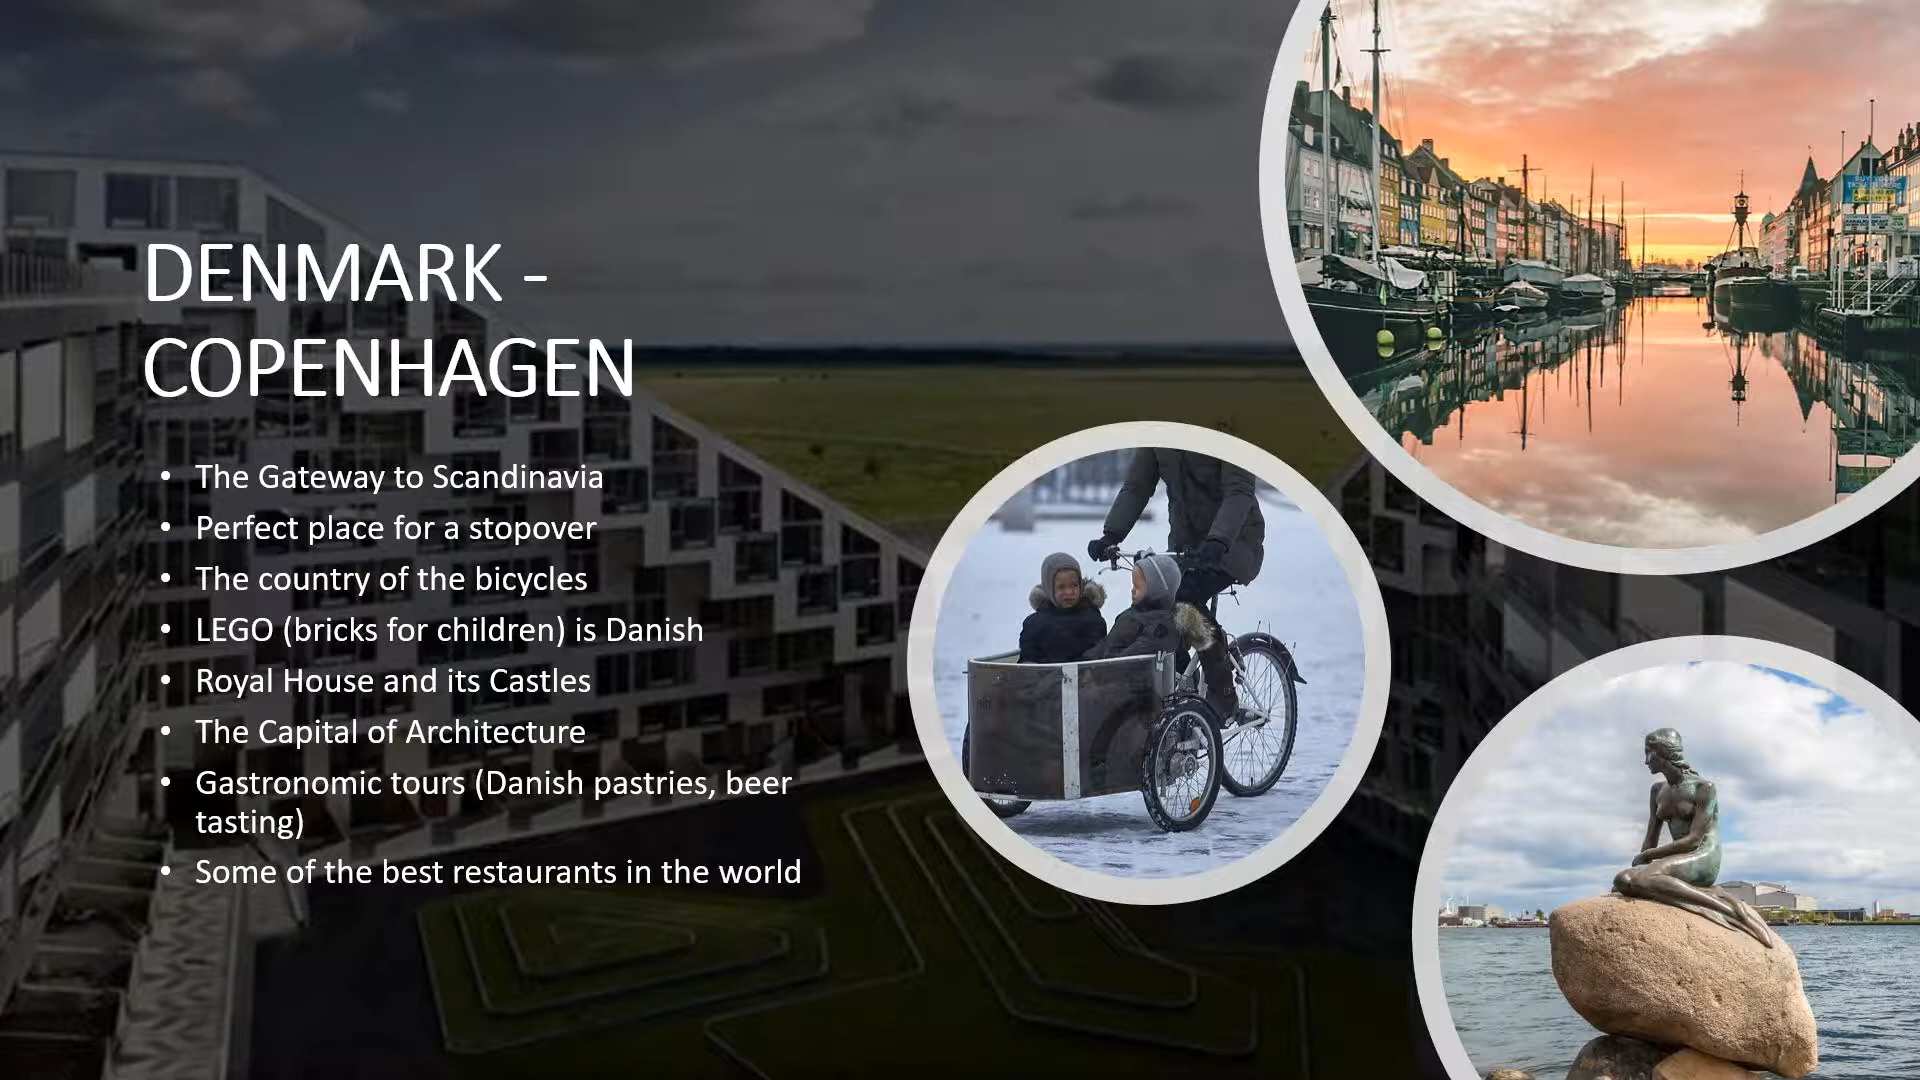 DENMARK -
COPENHAGEN
• The Gateway to Scandinavia
• Perfect place for a stopover
• The country of the bicycles
• LEGO (bricks for children) is Danish
• Royal House and its Castles
• The Capital of Architecture
• Gastronomic tours (Danish pastries, beer
tasting)
• Some of the best restaurants in the world